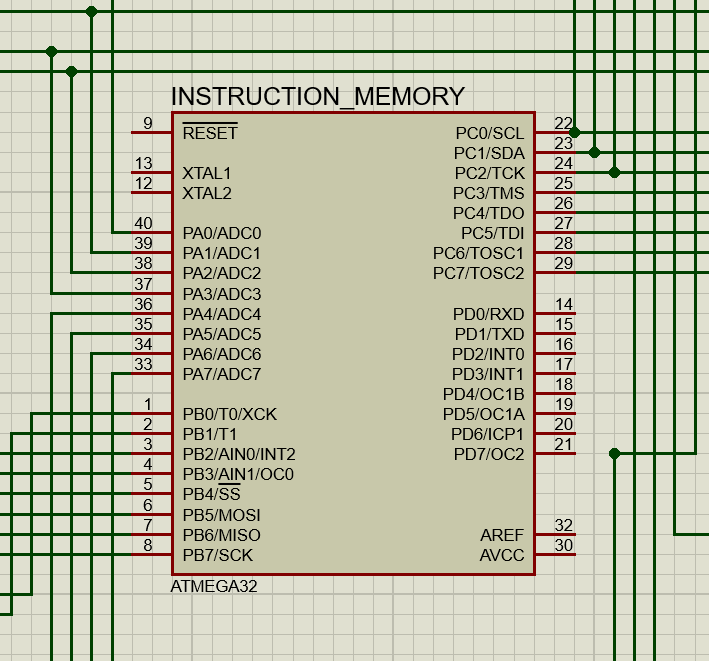 INSTRUCTION_MEMORY
9 RESET
13 XTAL1
12 XTAL2
40 PA0/ADC0
39 PA1/ADC1
38 PA2/ADC2
37 PA3/ADC3
36 PA4/ADC4
35 PA5/ADC5
34 PA6/ADC6
33 PA7/ADC7
1 PB0/T0/XCK
2 PB1/T1
3 PB2/AIN0/INT2
4 PB3/AIN1/OC0
5 PB4/SS
6 PB5/MOSI
7 PB6/MISO
8 PB7/SCK
PC0/SCL 22
PC1/SDA 23
PC2/TCK 24
PC3/TMS 25
PC4/TDO 26
PC5/TDI 27
PC6/TOSC1 28
PC7/TOSC2 29
PD0/RXD 14
PD1/TXD 15
PD2/INT0 16
PD3/INT1 17
PD4/OC1B 18
PD5/OC1A 19
PD6/ICP1 20
PD7/OC2 21
AREF 32
AVCC 30
ATMEGA32